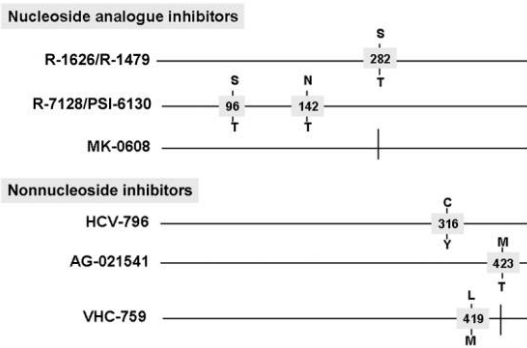 Nucleoside analogue inhibitors
S
R-1626/R-1479 282
T
S N
R-7128/PSI-6130 96 142
T T
MK-0608
Nonnucleoside inhibitors
C
HCV-796 316
Y
M
AG-021541 423
T
L
VHC-759 419
M